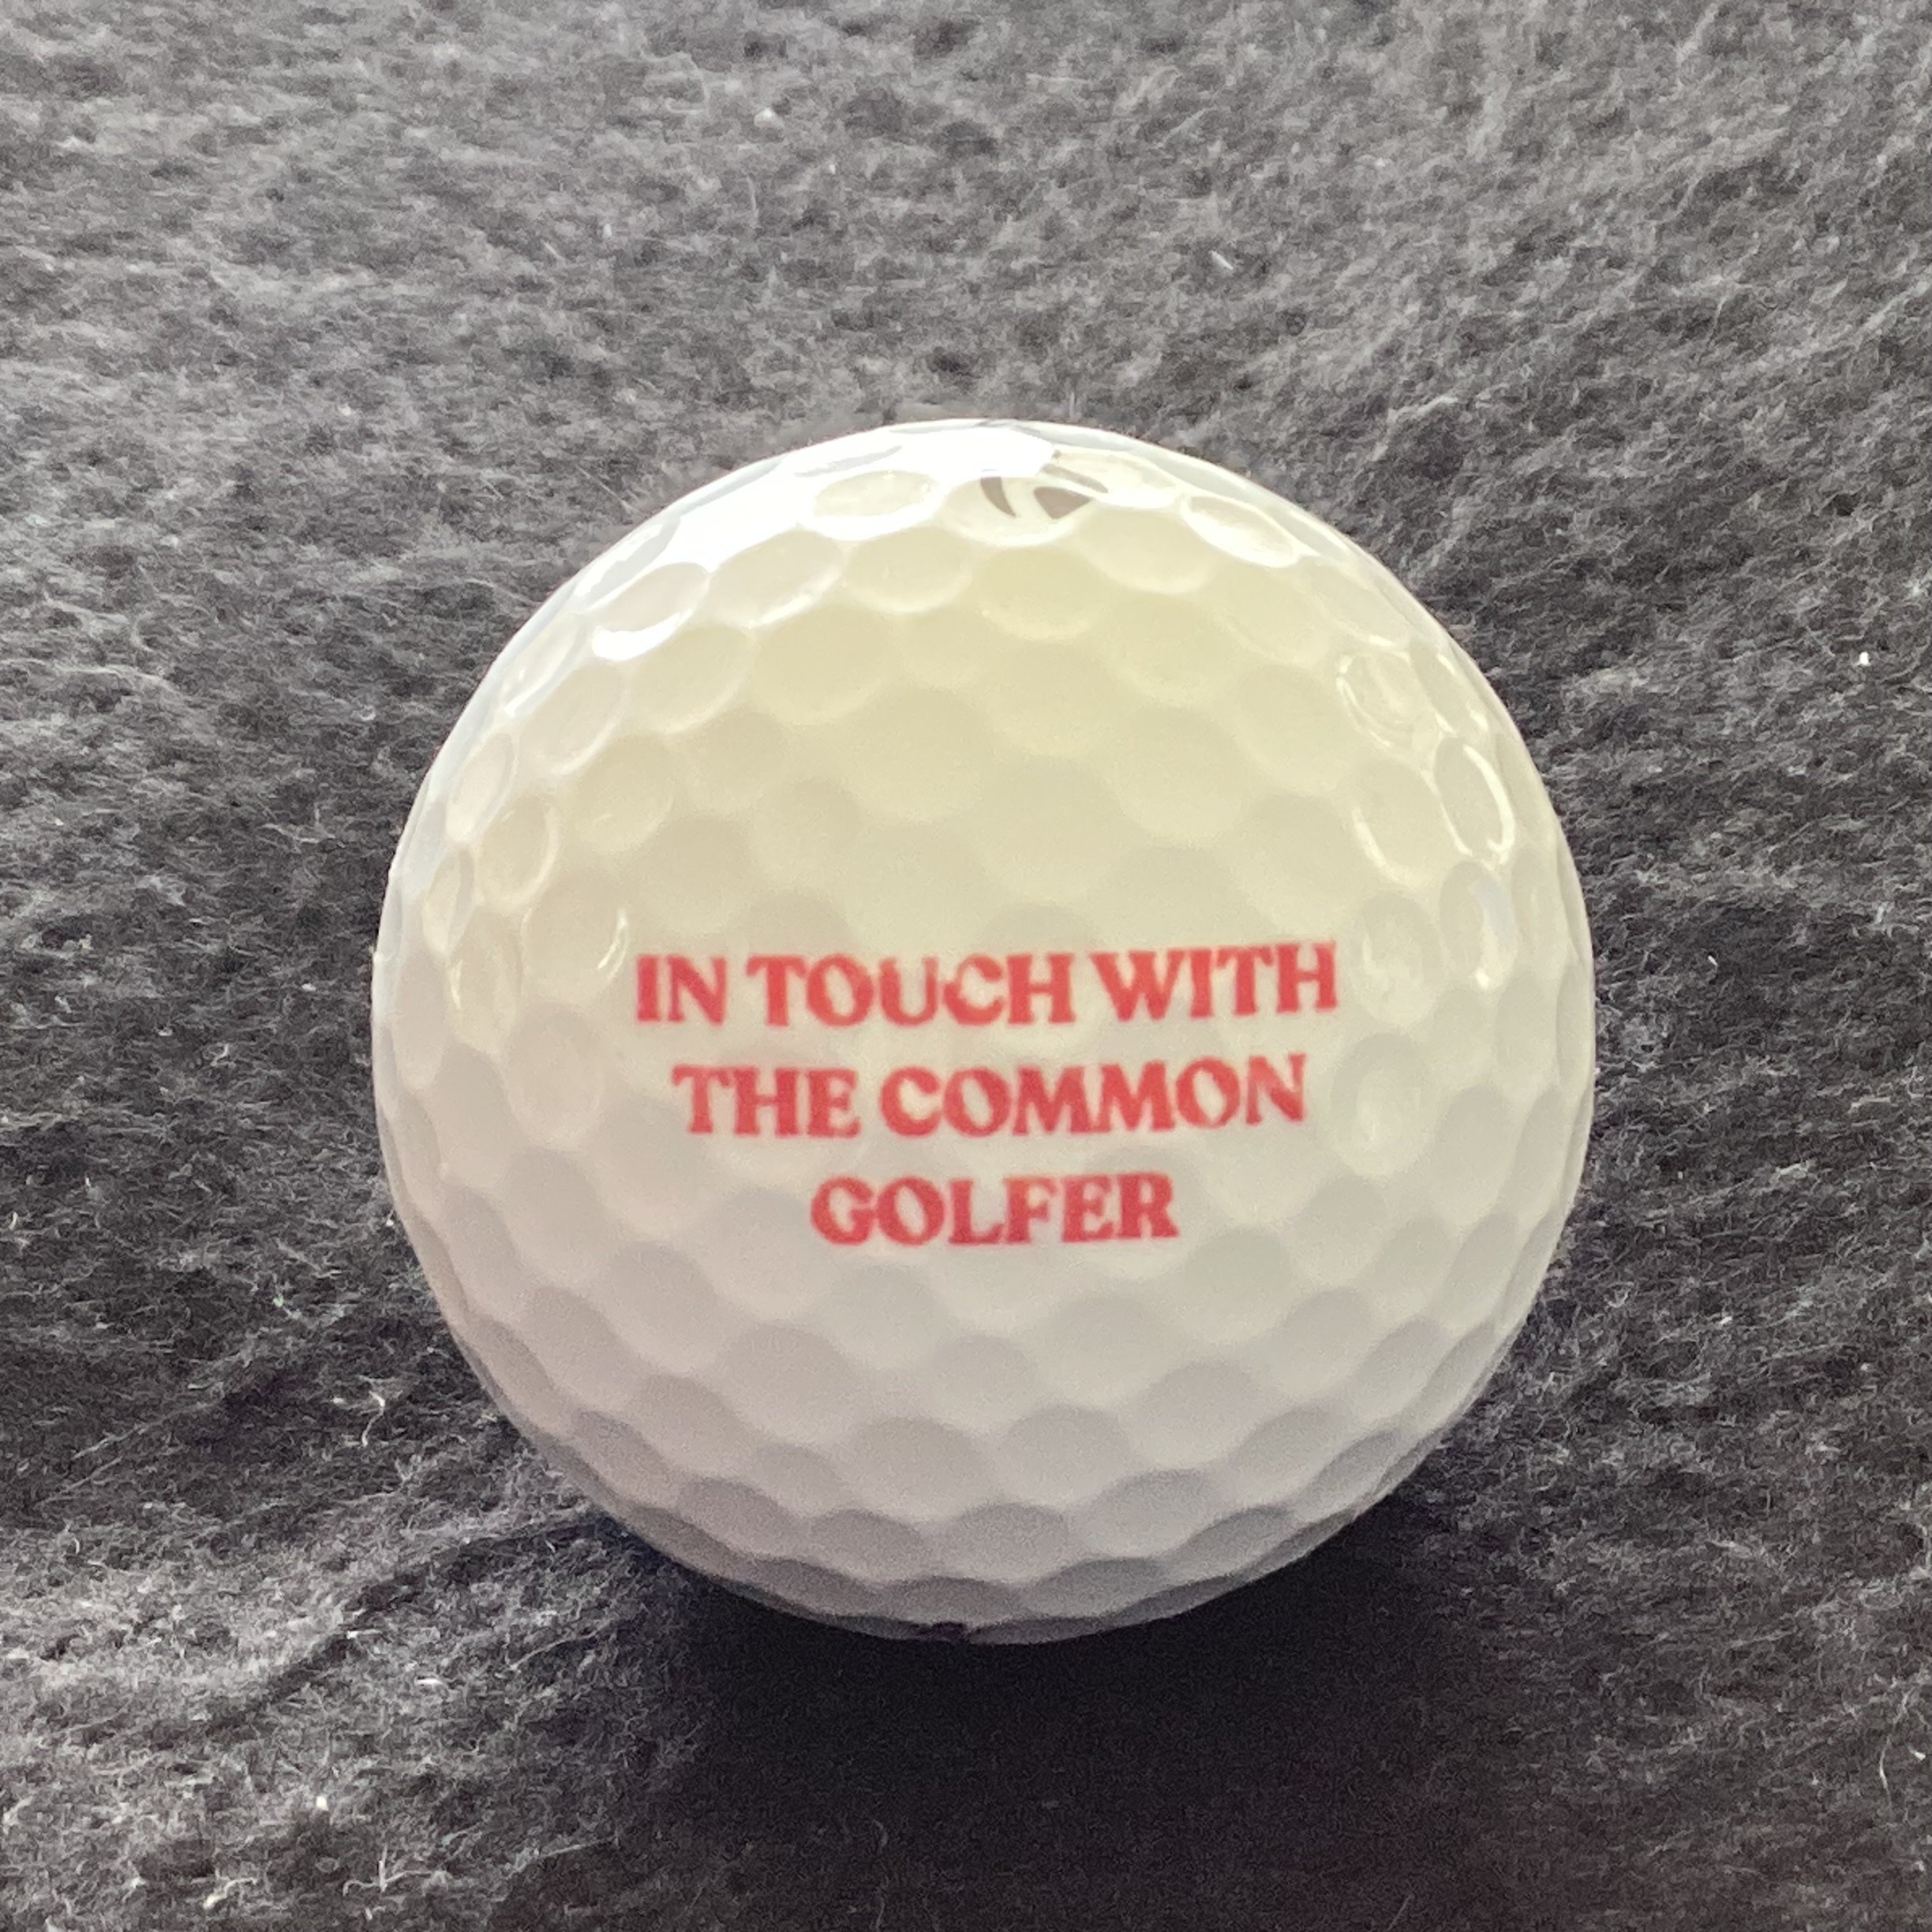 IN TOUCH WITH
THE COMMON
GOLFER